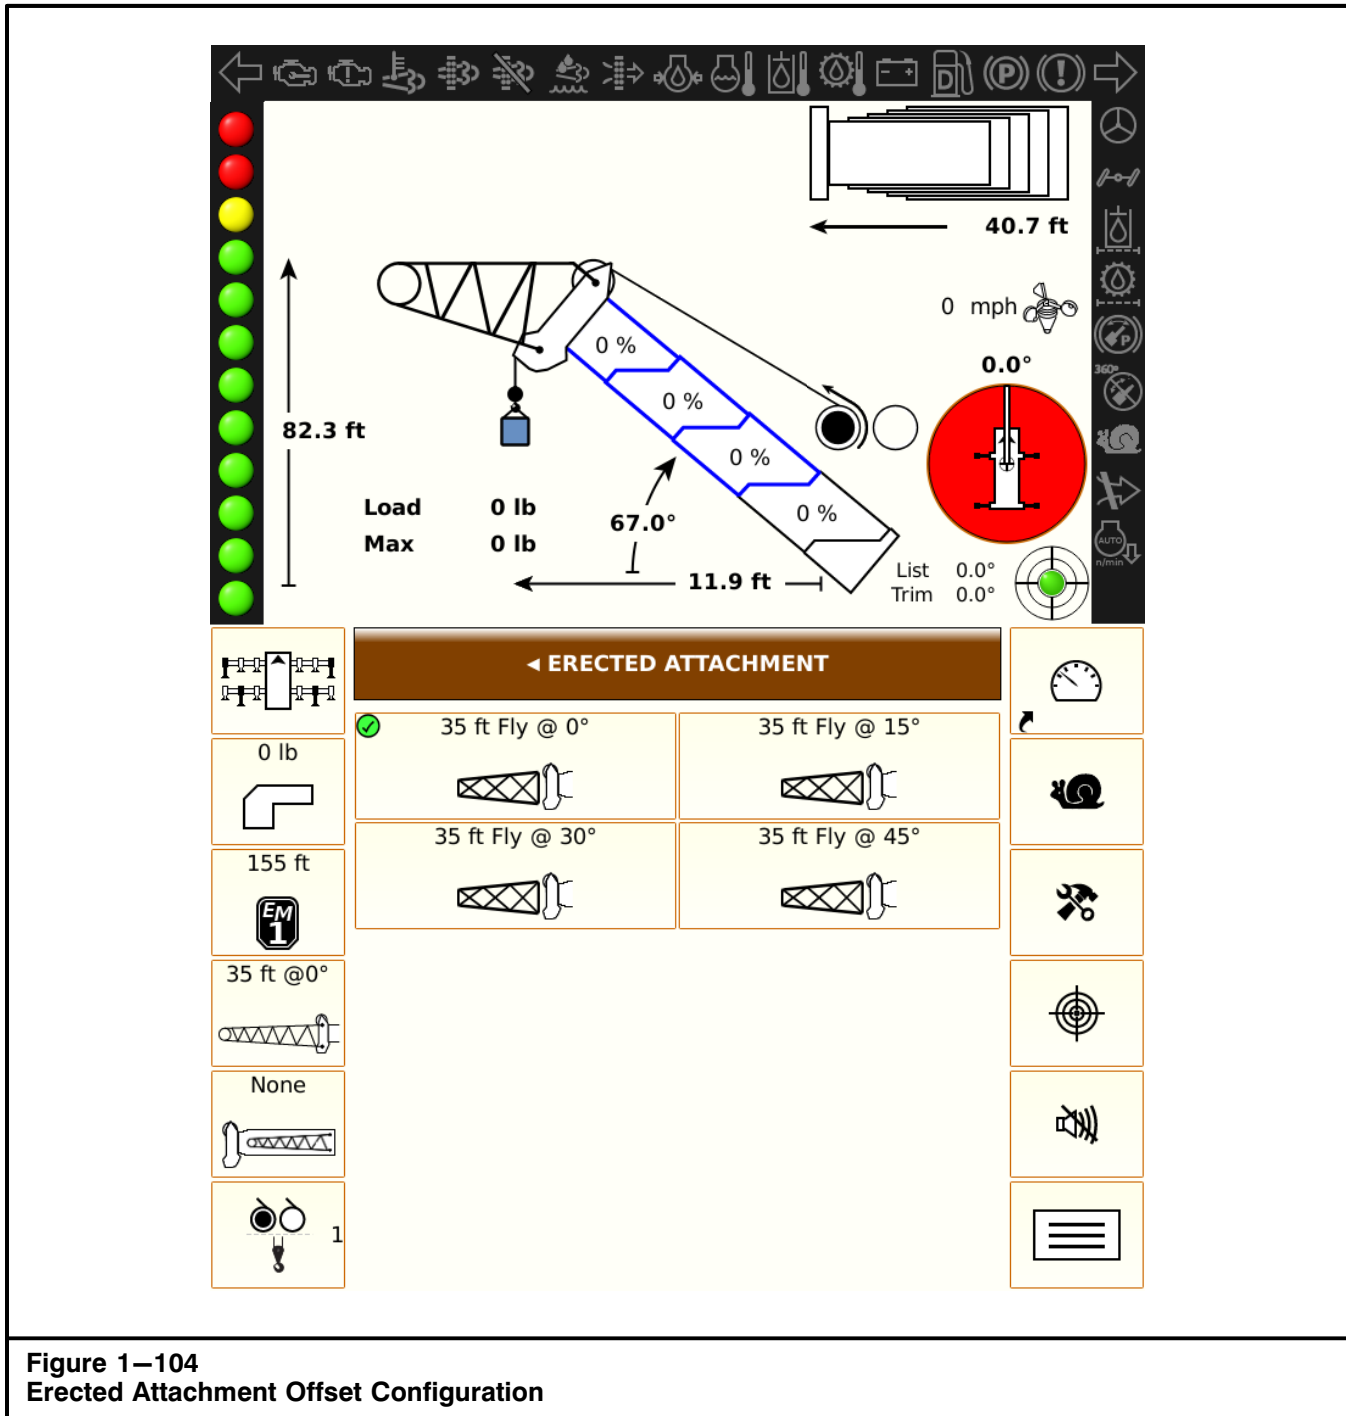 D
P
!
40.7 ft
0 mph
P
0.0°
360°
0 %
0 %
0 %
0 %
82.3 ft
Load 0 lb
Max 0 lb
67.0°
11.9 ft
AUTO
n/min
List 0.0°
Trim 0.0°
◄ ERECTED ATTACHMENT
0 lb
155 ft
EM
1
35 ft @0°
None
1
35 ft Fly @ 0°
35 ft Fly @ 15°
35 ft Fly @ 30°
35 ft Fly @ 45°
Figure 1—104
Erected Attachment Offset Configuration